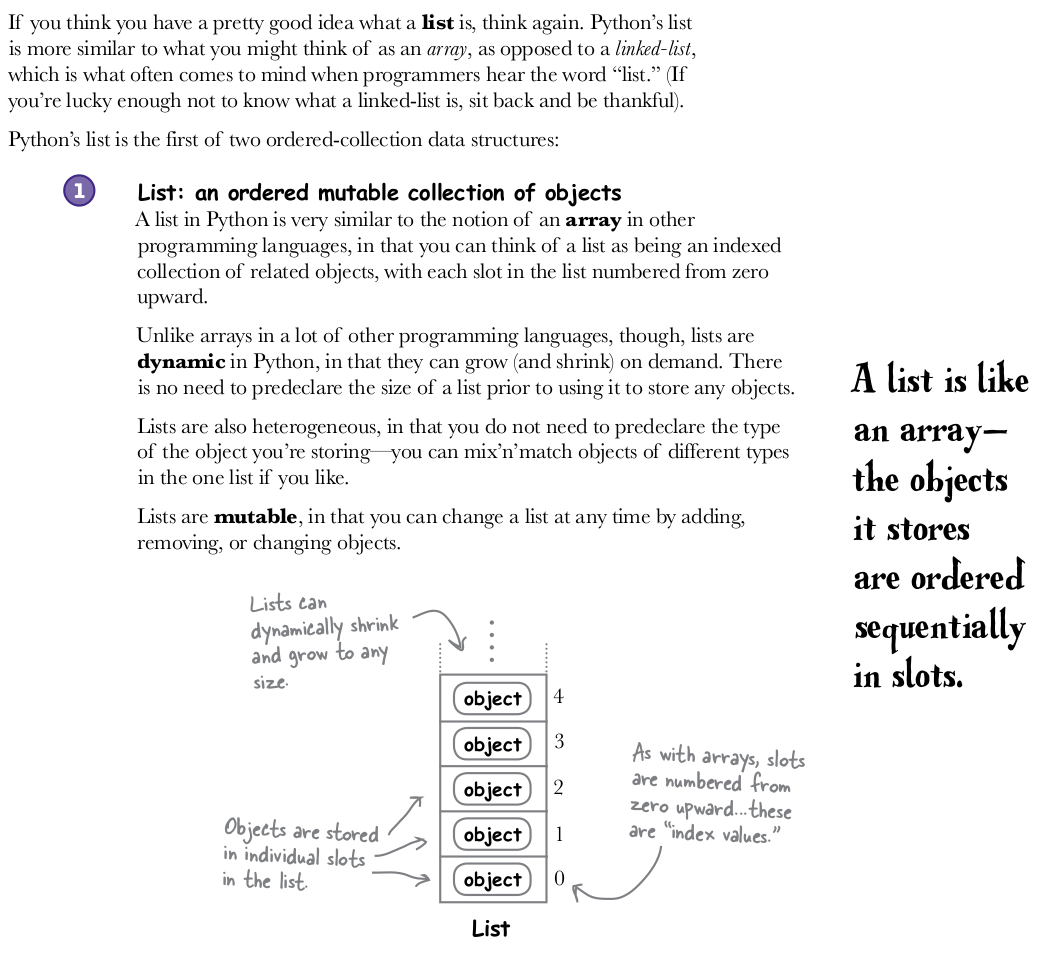 If you think you have a pretty good idea what a list is, think again. Python’s list
is more similar to what you might think of as an array, as opposed to a linked-list,
which is what often comes to mind when programmers hear the word “list.” (If
you’re lucky enough not to know what a linked-list is, sit back and be thankful).
Python’s list is the first of two ordered-collection data structures:
1
List: an ordered mutable collection of objects
A list in Python is very similar to the notion of an array in other
programming languages, in that you can think of a list as being an indexed
collection of related objects, with each slot in the list numbered from zero
upward.
Unlike arrays in a lot of other programming languages, though, lists are
dynamic in Python, in that they can grow (and shrink) on demand. There
is no need to predeclare the size of a list prior to using it to store any objects.
Lists are also heterogeneous, in that you do not need to predeclare the type
of the object you’re storing—you can mix’n’match objects of different types
in the one list if you like.
Lists are mutable, in that you can change a list at any time by adding,
removing, or changing objects.
A list is like
an array—
the objects
it stores
are ordered
sequentially
in slots.
Lists can
dynamically shrink
and grow to any
size.
object 4
object 3
object 2
object 1
object 0
As with arrays, slots
are numbered from
zero upward...these
are “index values.”
Objects are stored
in individual slots
in the list.
List